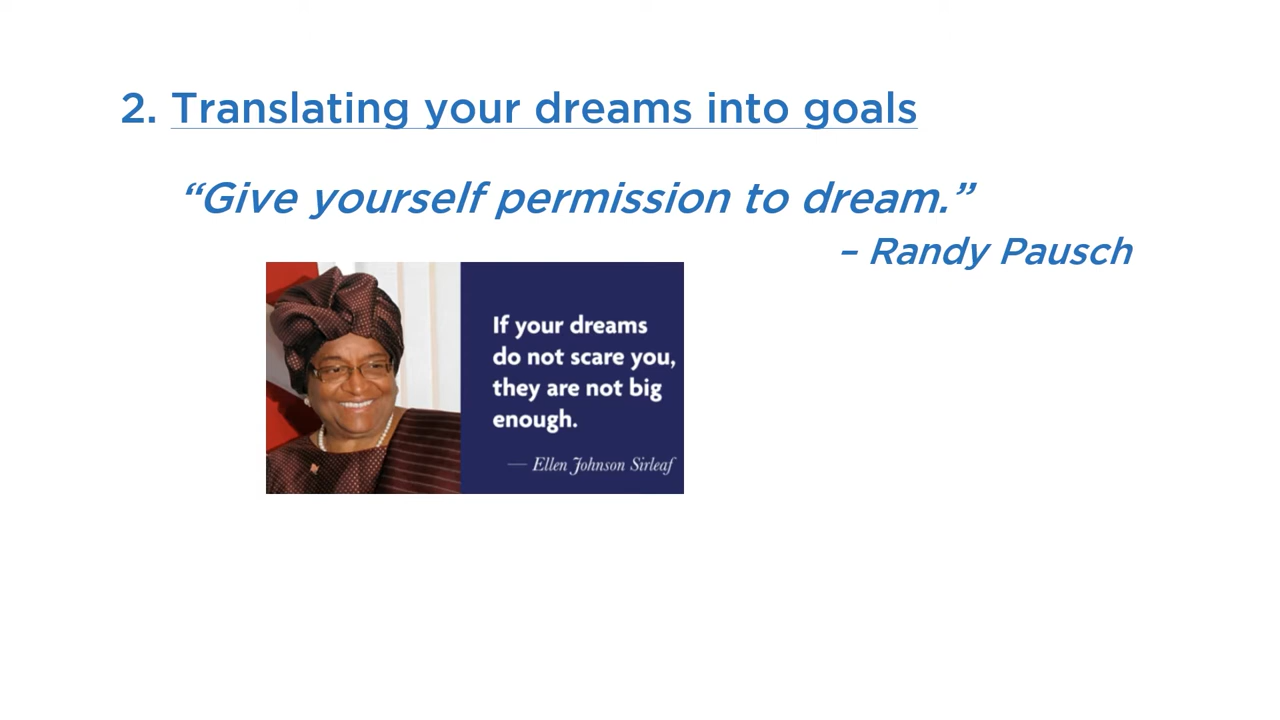 2. Translating your dreams into goals
“Give yourself permission to dream.”
– Randy Pausch
If your dreams
do not scare you,
they are not big
enough.
— Ellen Johnson Sirleaf